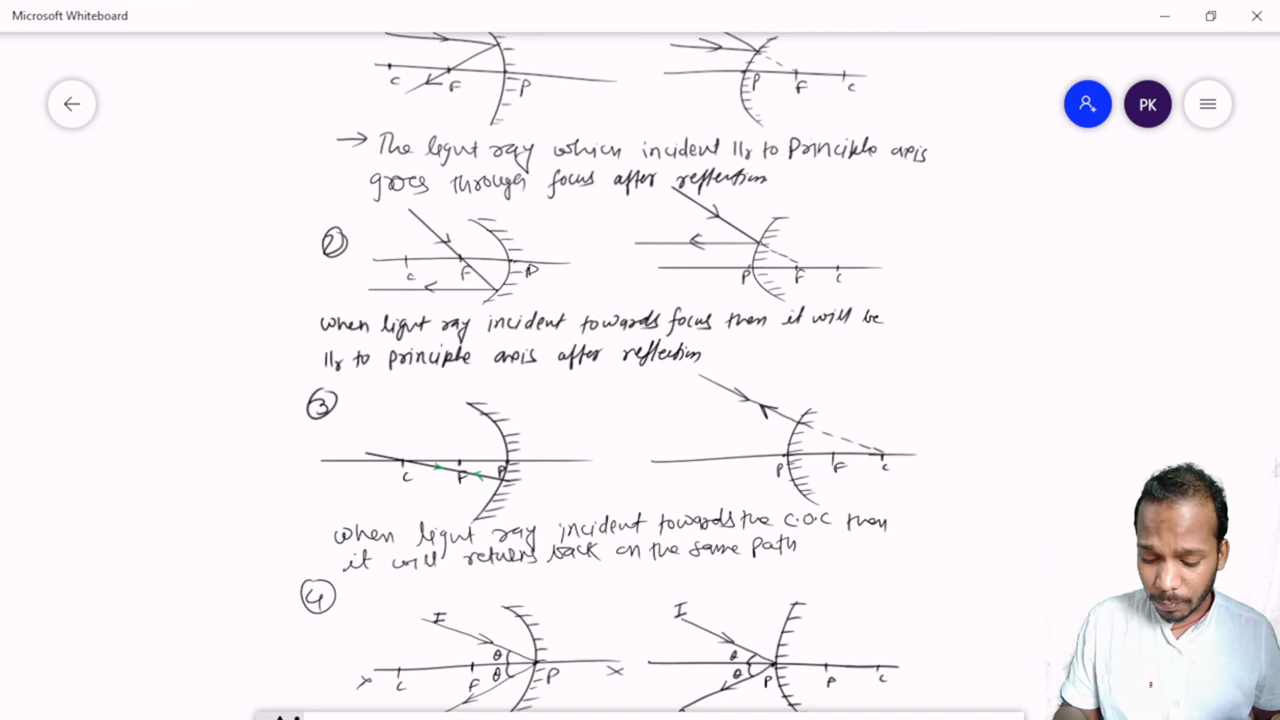 Microsoft Whiteboard
PK
C F P P F C
→ The light ray which incident llr to Principle axis
goes through focus after reflection
② C F P P F C
when light ray incident towards focus then it will be
llr to principle axis after reflection
③ C F P P F C
when light ray incident towards the C.O.C then
it will returns back on the same path
④ I I
θ θ
X C F θ P X θ P P C